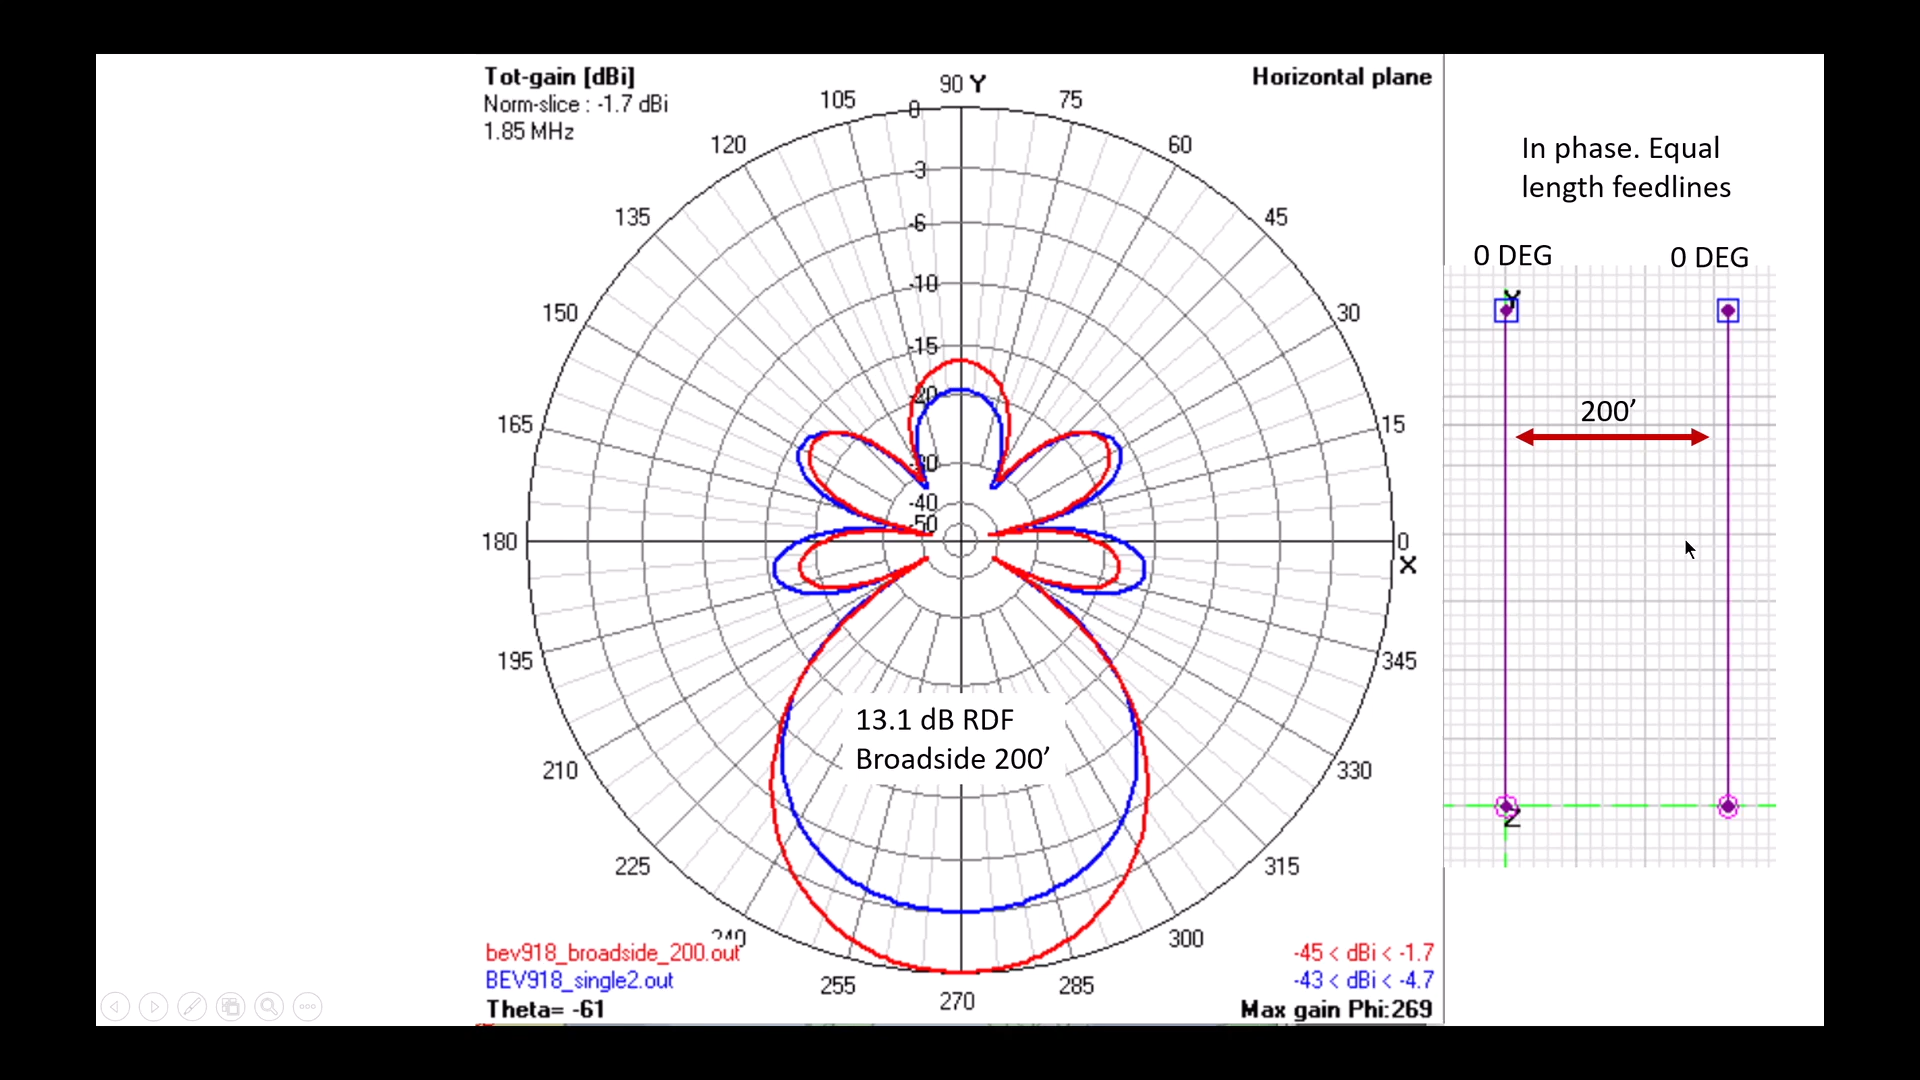 Tot-gain [dBi]
Norm-slice : -1.7 dBi
1.85 MHz
Horizontal plane
90 Y
105
75
120
60
135
45
150
30
165
15
180
0
X
195
345
210
330
225
315
240
300
255
285
270
0
-3
-6
-10
-15
-20
-30
-40
-50
13.1 dB RDF
Broadside 200’
bev918_broadside_200.out
BEV918_single2.out
Theta= -61
-45 < dBi < -1.7
-43 < dBi < -4.7
Max gain Phi:269
In phase. Equal
length feedlines
0 DEG
0 DEG
Y
200’
Z